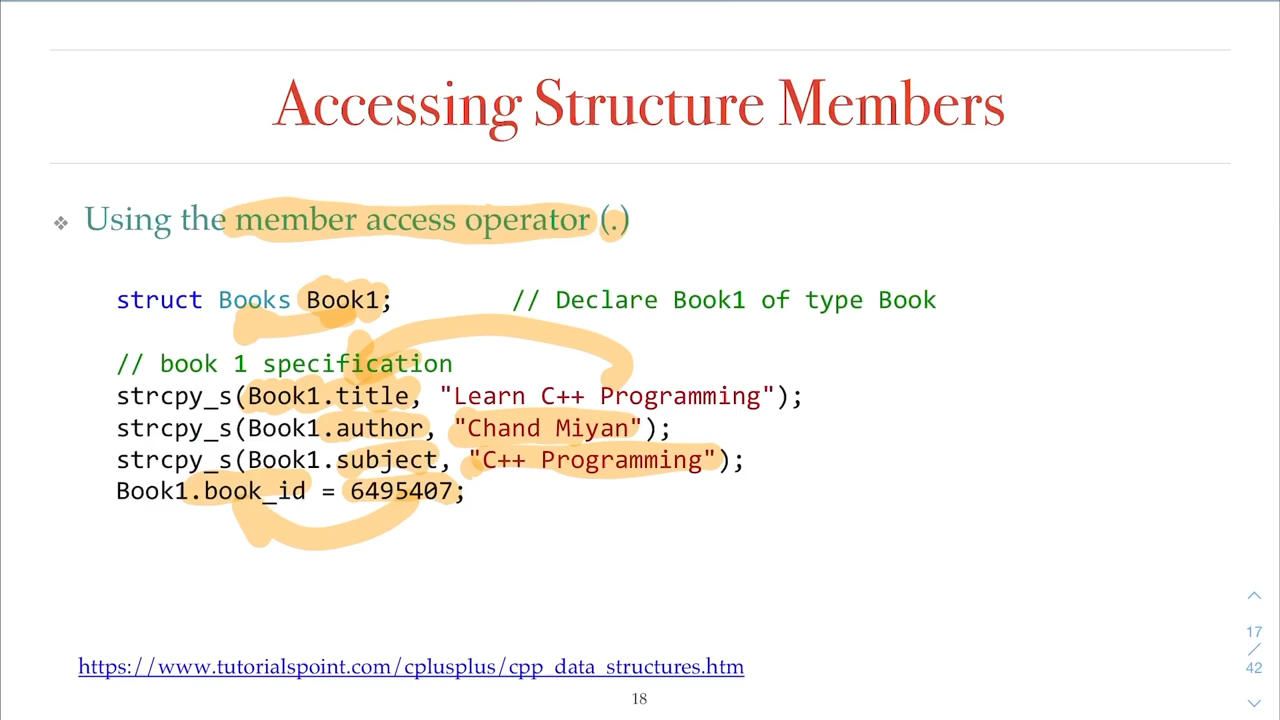 Accessing Structure Members
❖ Using the member access operator (.)
struct Books Book1; // Declare Book1 of type Book
// book 1 specification
strcpy_s(Book1.title, "Learn C++ Programming");
strcpy_s(Book1.author, "Chand Miyan");
strcpy_s(Book1.subject, "C++ Programming");
Book1.book_id = 6495407;
17
/
42
https://www.tutorialspoint.com/cplusplus/cpp_data_structures.htm
18